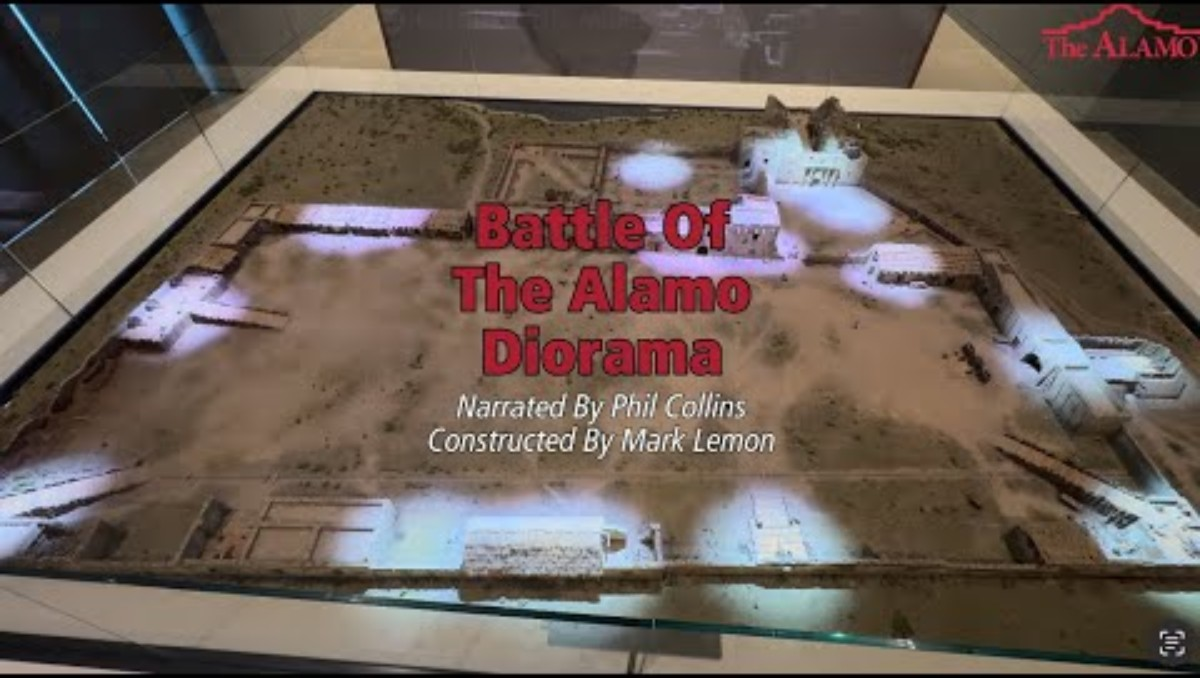 The ALAMO
Battle Of
The Alamo
Diorama
Narrated By Phil Collins
Constructed By Mark Lemon